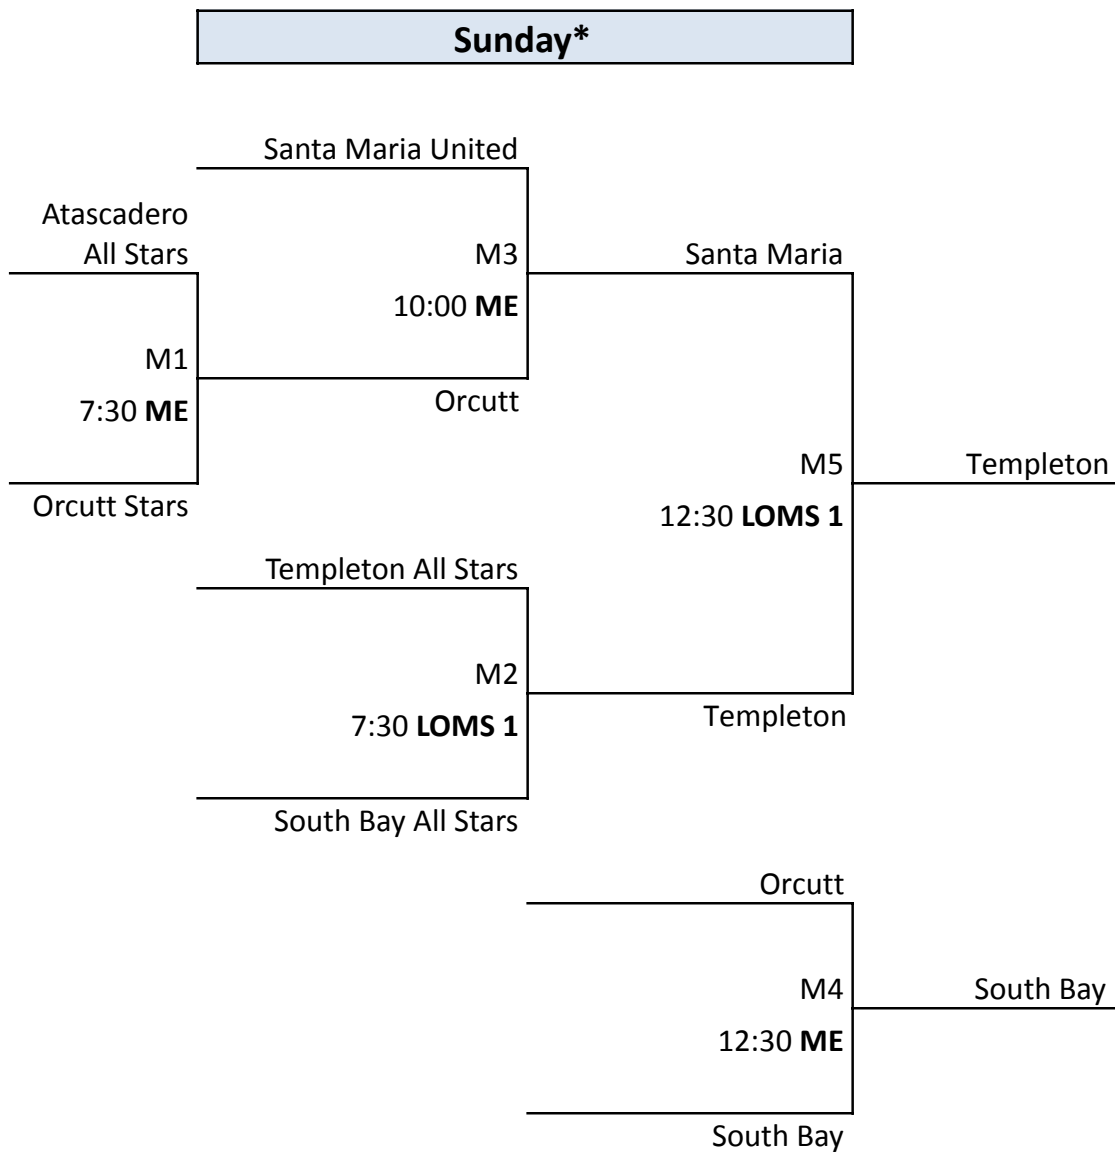 Sunday*
Santa Maria United
Atascadero
All Stars
M3
Santa Maria
10:00 ME
M1
Orcutt
7:30 ME
M5
Templeton
Orcutt Stars
12:30 LOMS 1
Templeton All Stars
M2
Templeton
7:30 LOMS 1
South Bay All Stars
Orcutt
M4
South Bay
12:30 ME
South Bay